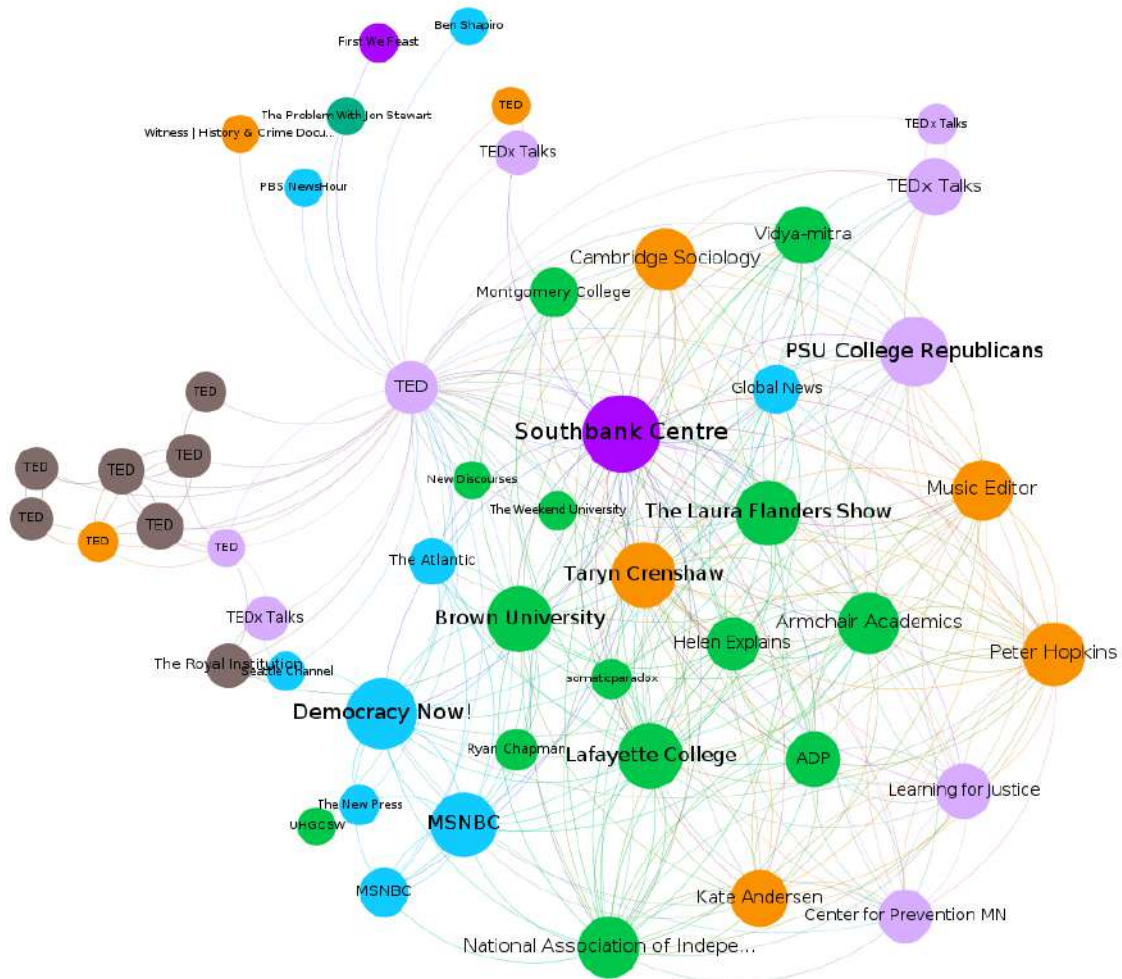 Ben Shapiro
First We Feast
TED
The Problem With Jon Stewart
Witness | History & Crime Docu...
TEDx Talks
TEDx Talks
PBS NewsHour
TEDx Talks
Vidya-mitra
Cambridge Sociology
Montgomery College
PSU College Republicans
TED
Global News
TED
Southbank Centre
TED
TED
TED
New Discourses
Music Editor
The Weekend University
The Laura Flanders Show
TED
TED
TED
TED
The Atlantic
Taryn Crenshaw
TEDx Talks
Brown University
Armchair Academics
Helen Explains
Peter Hopkins
The Royal Institution
Seattle Channel
somaticparadox
Democracy Now!
Ryan Chapman
Lafayette College
ADP
Learning for Justice
The New Press
UHGCSW
MSNBC
MSNBC
Kate Andersen
Center for Prevention MN
National Association of Indepe...